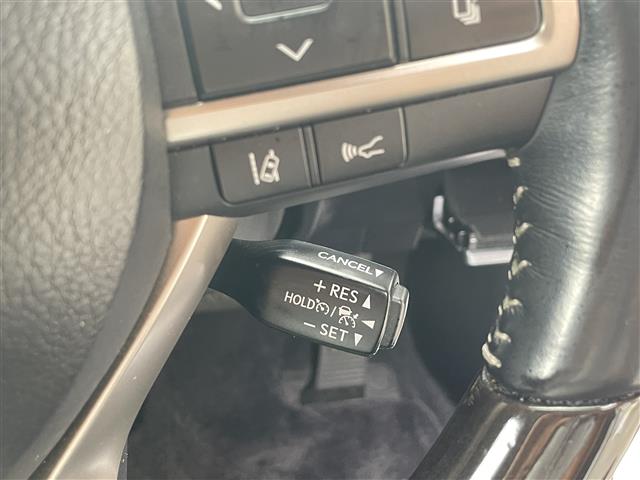 CANCEL▼
+ RES ▲
HOLD /
− SET ▼